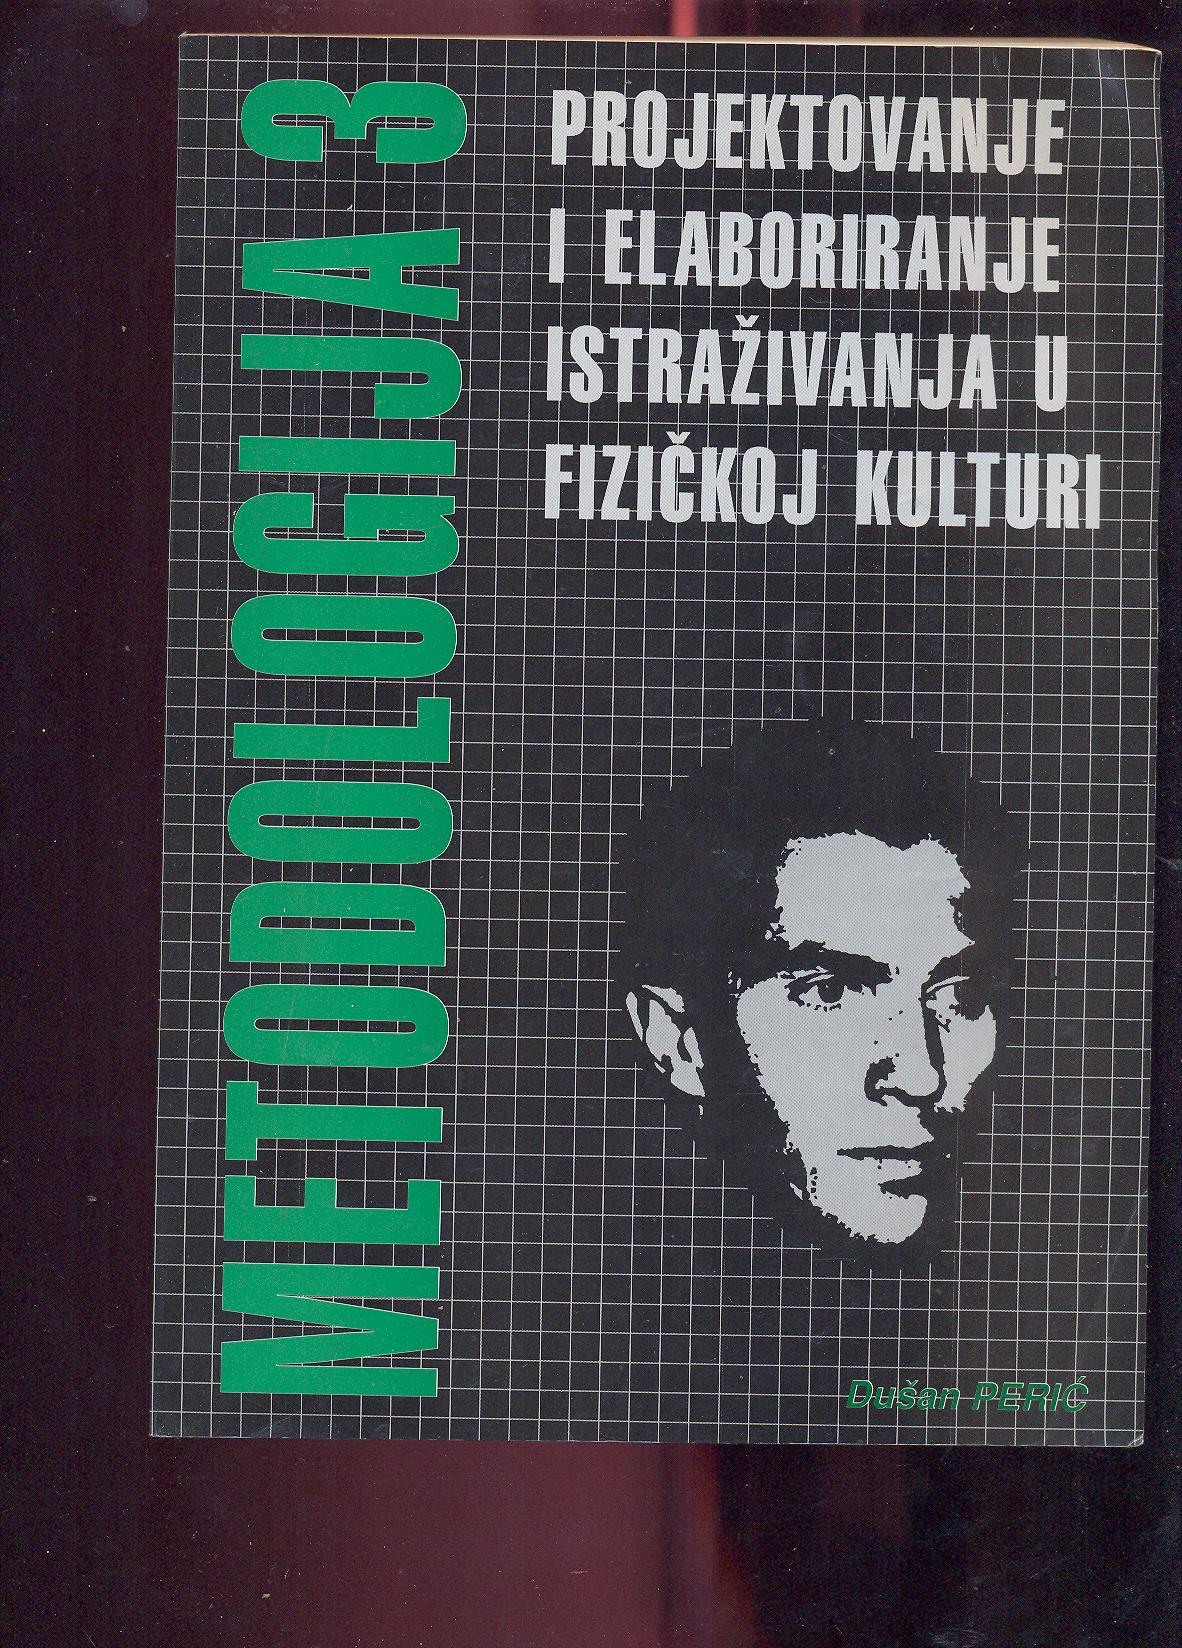 METODOLOGIJA 3
PROJEKTOVANJE
I ELABORIRANJE
ISTRAŽIVANJA U
FIZIČKOJ KULTURI
Dušan PERIĆ